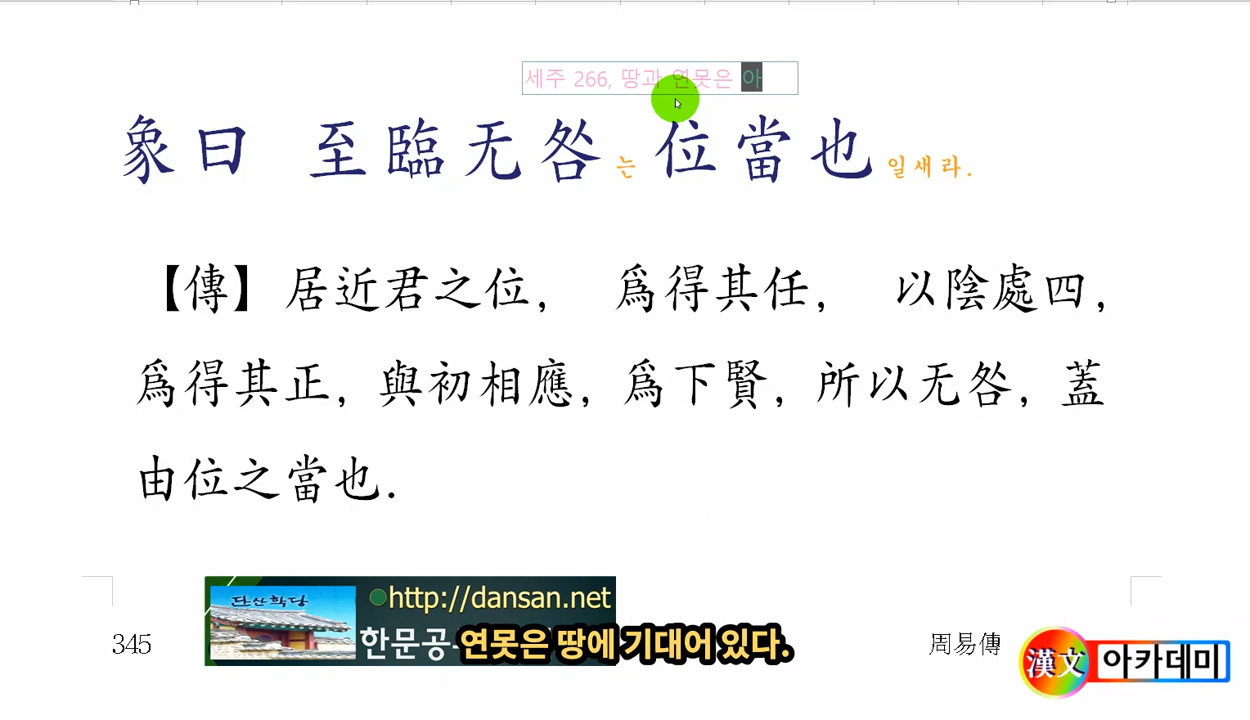 세주 266, 땅과 연못은 아
象曰 至臨无咎는 位當也일새라.
【傳】 居近君之位, 爲得其任, 以陰處四,
爲得其正, 與初相應, 爲下賢, 所以无咎, 蓋
由位之當也.
단산학당
http://dansan.net
한문공
연못은 땅에 기대어 있다.
345
周易傳
漢文 아카데미